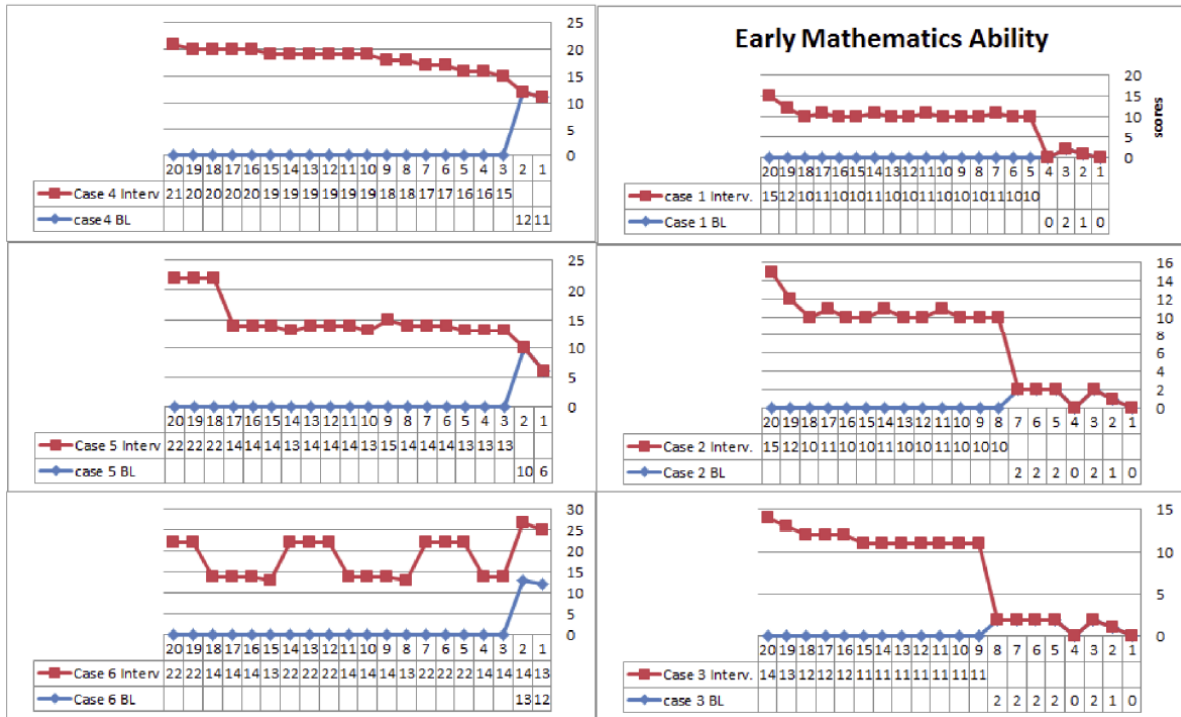 25
20
15
10
5
0
20 19 18 17 16 15 14 13 12 11 10 9 8 7 6 5 4 3 2 1
Case 4 Interv 21 20 20 20 20 19 19 19 19 19 19 18 18 17 17 16 16 15
case4 BL 12 11
Early Mathematics Ability
20
15
10
5
0
scores
20 19 18 17 16 15 14 13 12 11 10 9 8 7 6 5 4 3 2 1
case 1 Interv. 15 12 10 11 10 10 11 10 10 11 10 10 10 11 10 10
Case 1 BL 0 2 1 0
25
20
15
10
5
0
20 19 18 17 16 15 14 13 12 11 10 9 8 7 6 5 4 3 2 1
Case 5 Interv 22 22 22 14 14 14 13 14 14 14 13 15 14 14 14 13 13 13
case 5 BL 10 6
16
14
12
10
8
6
4
2
0
20 19 18 17 16 15 14 13 12 11 10 9 8 7 6 5 4 3 2 1
Case 2 Interv. 15 12 10 11 10 10 11 10 10 11 10 10 10
Case 2 BL 2 2 2 0 2 1 0
30
25
20
15
10
5
0
20 19 18 17 16 15 14 13 12 11 10 9 8 7 6 5 4 3 2 1
Case 6 Interv 22 22 14 14 14 13 22 22 22 14 14 14 13 22 22 22 14 14 14 13
Case 6 BL 13 12
15
10
5
0
20 19 18 17 16 15 14 13 12 11 10 9 8 7 6 5 4 3 2 1
Case 3 Interv. 14 13 12 12 12 11 11 11 11 11 11 11
case 3 BL 2 2 2 2 0 2 1 0